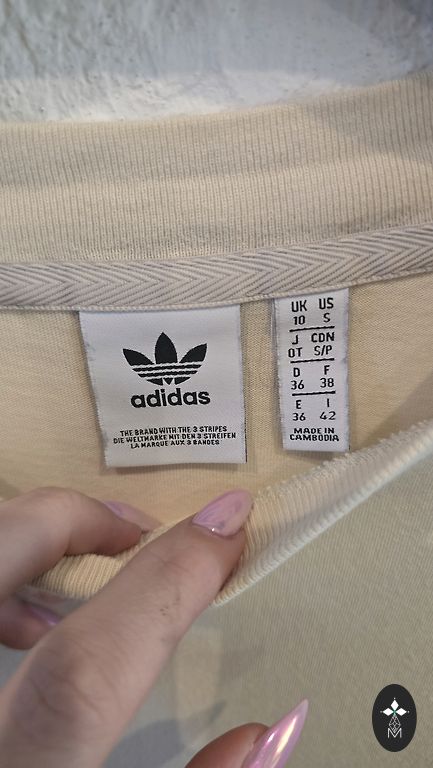 adidas
THE BRAND WITH THE 3 STRIPES
DIE WELTMARKE MIT DEN 3 STREIFEN
LA MARQUE AUX 3 BANDES
UK US
10 S
J CDN
OT S/P
D F
36 38
E I
36 42
MADE IN
CAMBODIA
M